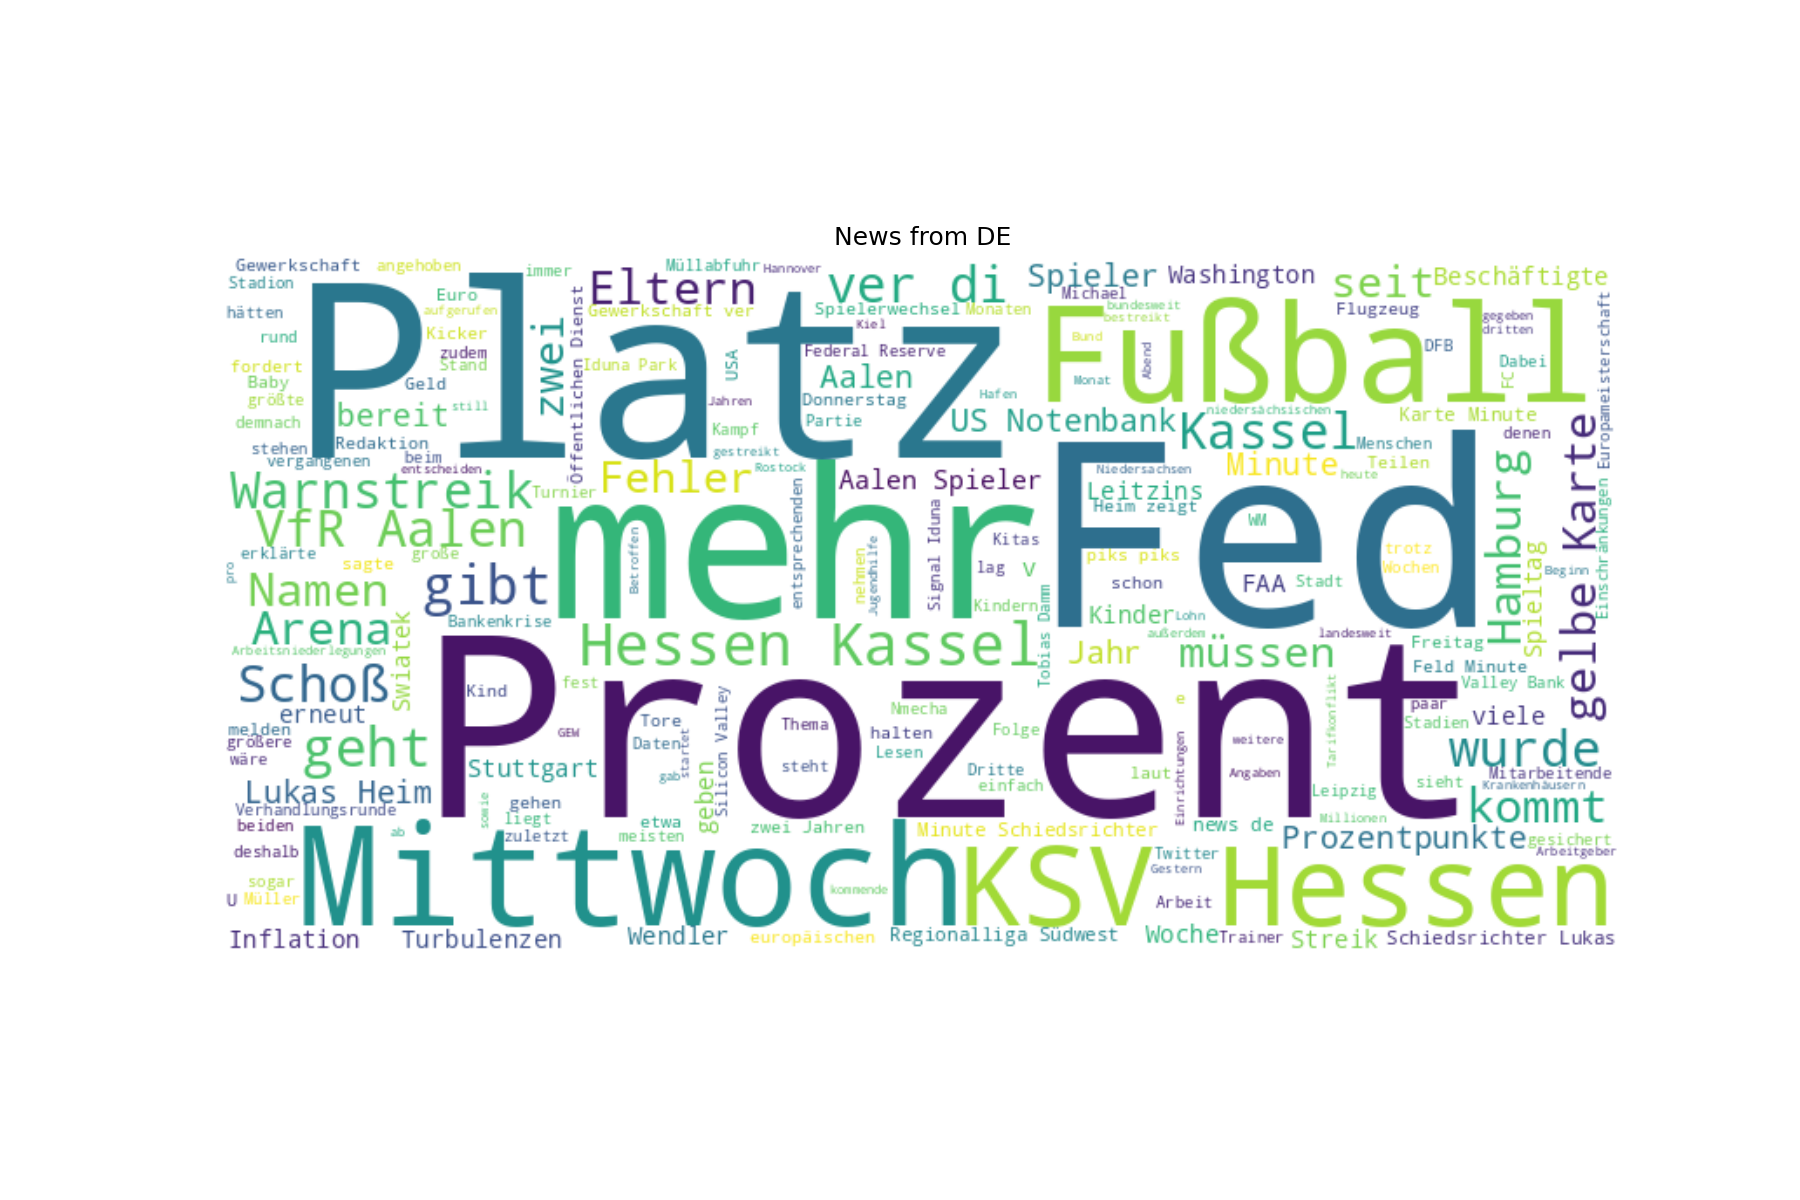 News from DE
Gewerkschaft
angehoben
immer
Müllabfuhr
Hannover
ver di
Spieler
Washington
seit
Beschäftigte
Stadion
Platz
Euro
Eltern
Michael
hätten
aufgerufen
Gewerkschaft ver
Spielerwechsel
Monaten
bundesweit
bestreikt
Flugzeug
gegeben
dritten
Fußball
rund
Kicker
zwei
Öffentlichen Dienst
Kiel
Bund
Abend
DFB
Dabei
FC
Europameisterschaft
fordert
zudem
Stand
Iduna Park
USA
Federal Reserve
Baby
Geld
Aalen
Monat
größte
still
Jahren
Donnerstag
Hafen
niedersächsischen
demnach
bereit
Kampf
Partie
US Notenbank
Kassel
Karte Minute
stehen
Redaktion
gestreikt
Menschen
denen
vergangenen
beim
entscheiden
Fehler
Rostock
Aalen Spieler
Niedersachsen
Minute
heute
Teilen
Hamburg
gelbe Karte
Warnstreik
Turnier
mehr
Fed
Leitzins
Heim zeigt
VfR Aalen
entsprechenden
Signal Iduna
Kitas
WM
erklärte
große
Betroffen
nehmen
Jugendhilfe
piks piks
trotz
Wochen
Spieltag
Einschränkungen
pro
sagte
gibt
lag
V
schon
FAA
Stadt
Beginn
Namen
Kindern
Kinder
Lohn
Arena
Swiatek
Bankenkrise
Tobias Damm
außerdem
landesweit
Freitag
Arbeitsniederlegungen
Hessen Kassel
Jahr
müssen
Feld Minute
Schoß
Prozent
Kind
fest
Valley Bank
erneut
Silicon Valley
Tore
Thema
Nmecha
e
Tarifkonflikt
paar
Stadien
viele
melden
größere
wäre
geht
GEW
Daten
startet
halten
Lesen
Folge
Einrichtungen
weitere
wurde
Stuttgart
gab
steht
Dritte
einfach
laut
Angaben
sieht
Mitarbeitende
Krankenhäusern
Lukas Heim
geben
Leipzig
kommt
Verhandlungsrunde
sowie
gehen
liegt
etwa
Millionen
beiden
ab
zuletzt
meisten
zwei Jahren
Minute Schiedsrichter
news de
Prozentpunkte
gesichert
Arbeitgeber
deshalb
Mittwoch
KSV Hessen
Twitter
Gestern
sogar
kommende
U
Müller
Arbeit
Inflation
Turbulenzen
Wendler
europäischen
Regionalliga Südwest
Woche
Trainer
Streik
Schiedsrichter Lukas